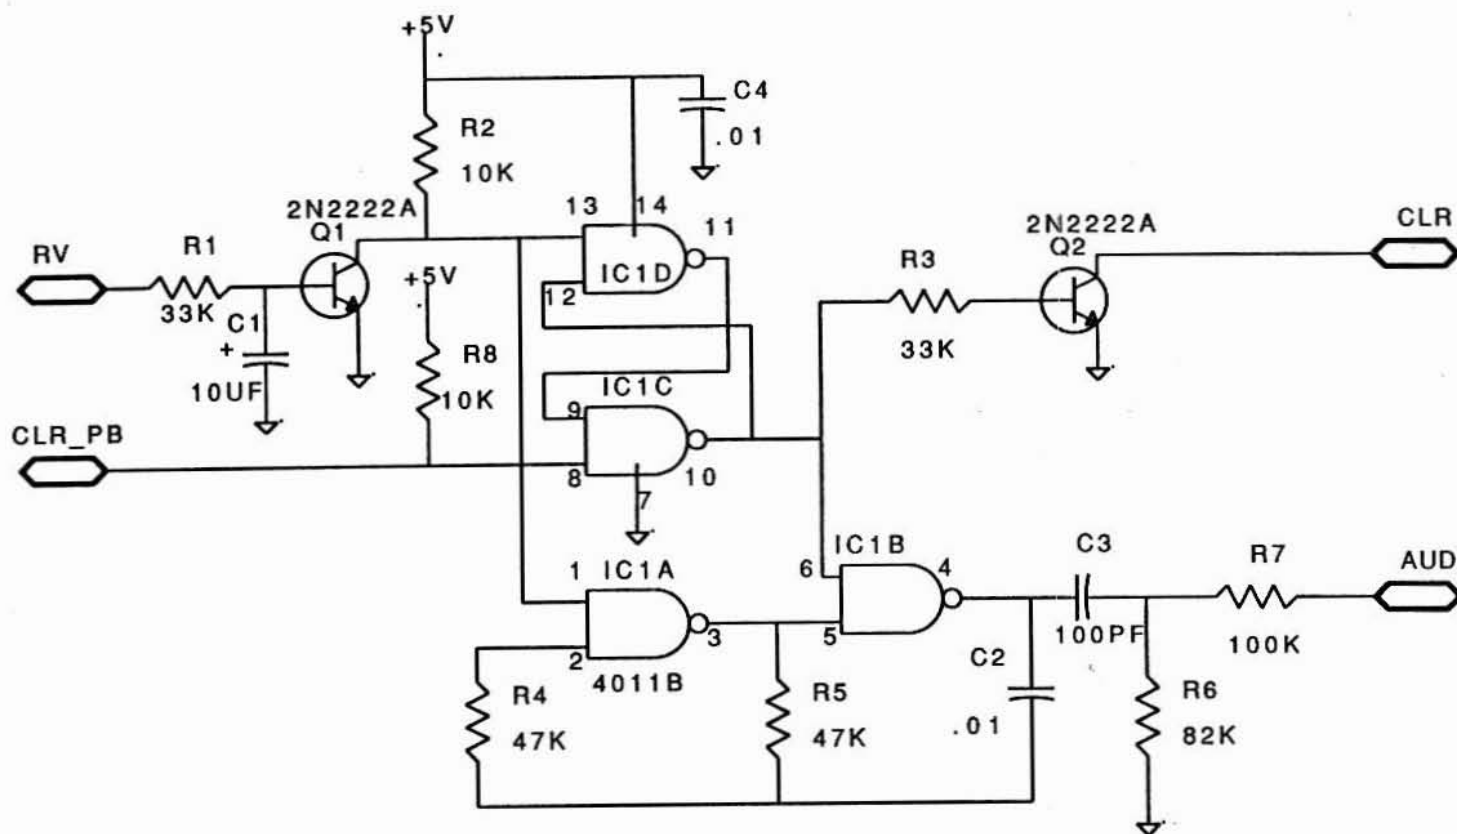 +5V
C4
.01
R2
10K
2N2222A
Q1
13
14
11
IC1D
12
RV
R1
33K
C1
+
10UF
+5V
R8
10K
2N2222A
Q2
CLR
R3
33K
CLR_PB
IC1C
9
8
10
7
IC1A
1
2
3
4011B
IC1B
6
5
4
C3
100PF
R7
100K
AUD
R4
47K
R5
47K
C2
.01
R6
82K